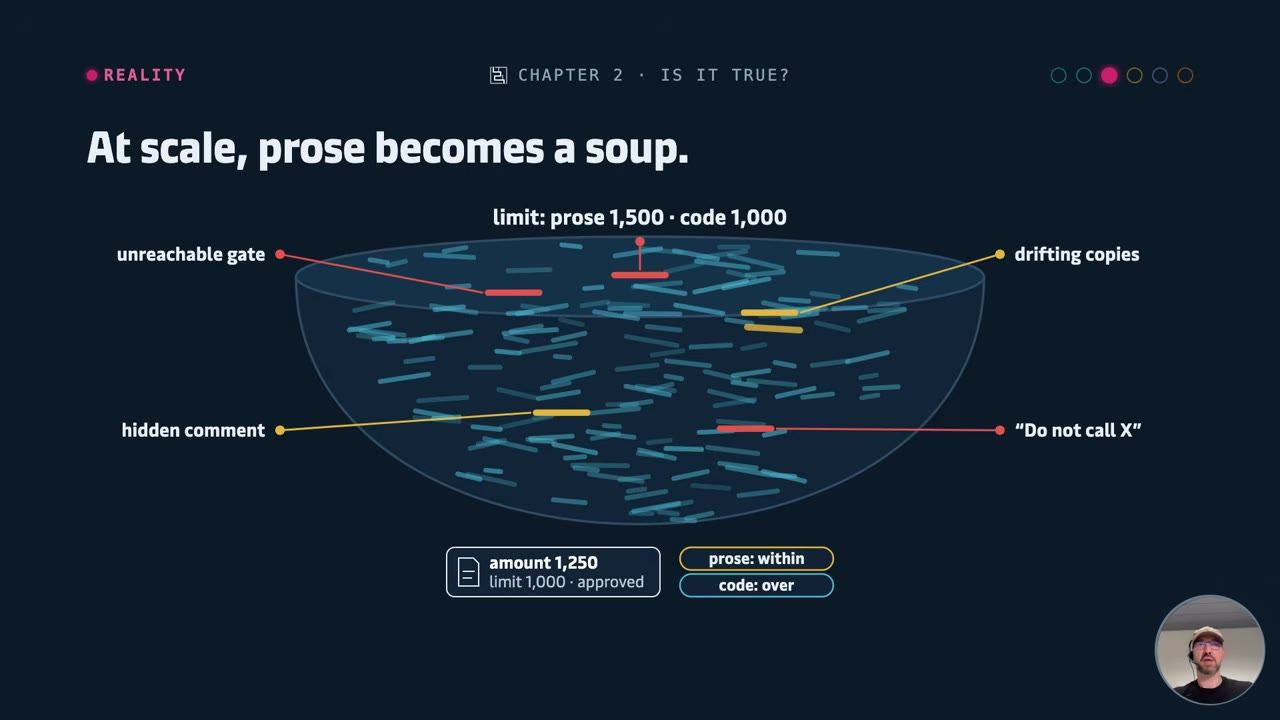 REALITY
CHAPTER 2 · IS IT TRUE?
At scale, prose becomes a soup.
limit: prose 1,500 · code 1,000
unreachable gate
drifting copies
hidden comment
“Do not call X”
amount 1,250
limit 1,000 · approved
prose: within
code: over